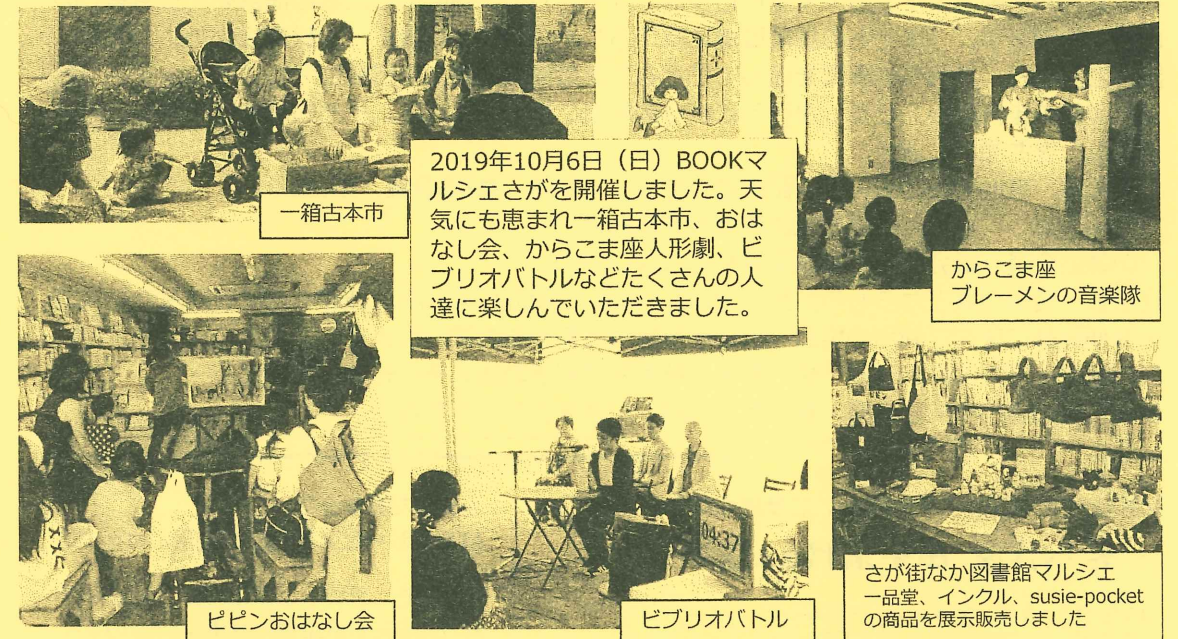 一箱古本市
2019年10月6日（日）BOOKマ
ルシェさがを開催しました。天
気にも恵まれ一箱古本市、おは
なし会、からこま座人形劇、ビ
ブリオバトルなどたくさんの人
達に楽しんでいただきました。
からこま座
ブレーメンの音楽隊
ピピンおはなし会
04:37
ビブリオバトル
さが街なか図書館マルシェ
一品堂、インクル、susie-pocket
の商品を展示販売しました